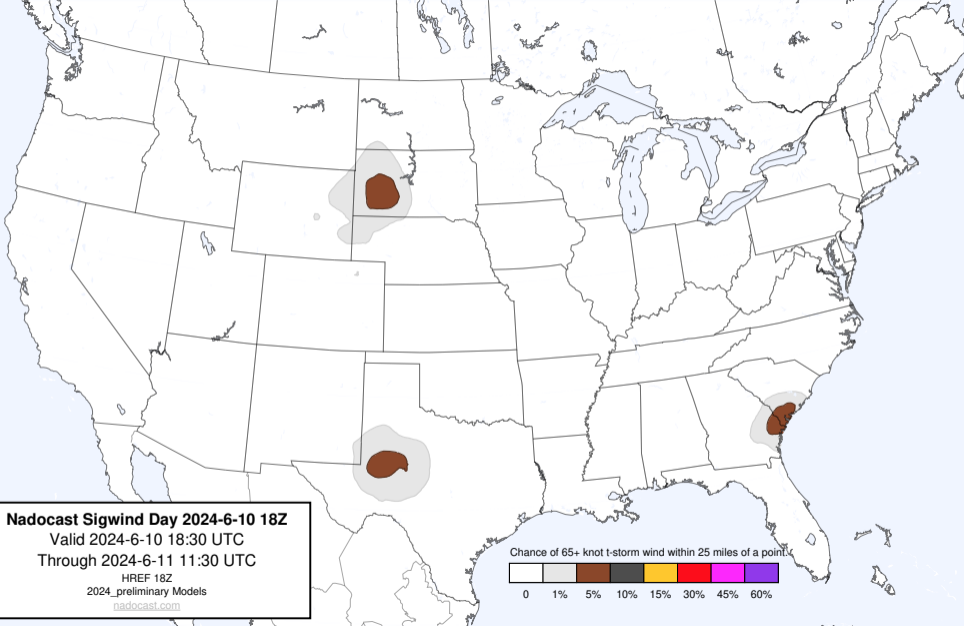 Nadocast Sigwind Day 2024-6-10 18Z
Valid 2024-6-10 18:30 UTC
Through 2024-6-11 11:30 UTC
HREF 18Z
2024_preliminary Models
nadocast.com
Chance of 65+ knot t-storm wind within 25 miles of a point.
0 1% 5% 10% 15% 30% 45% 60%